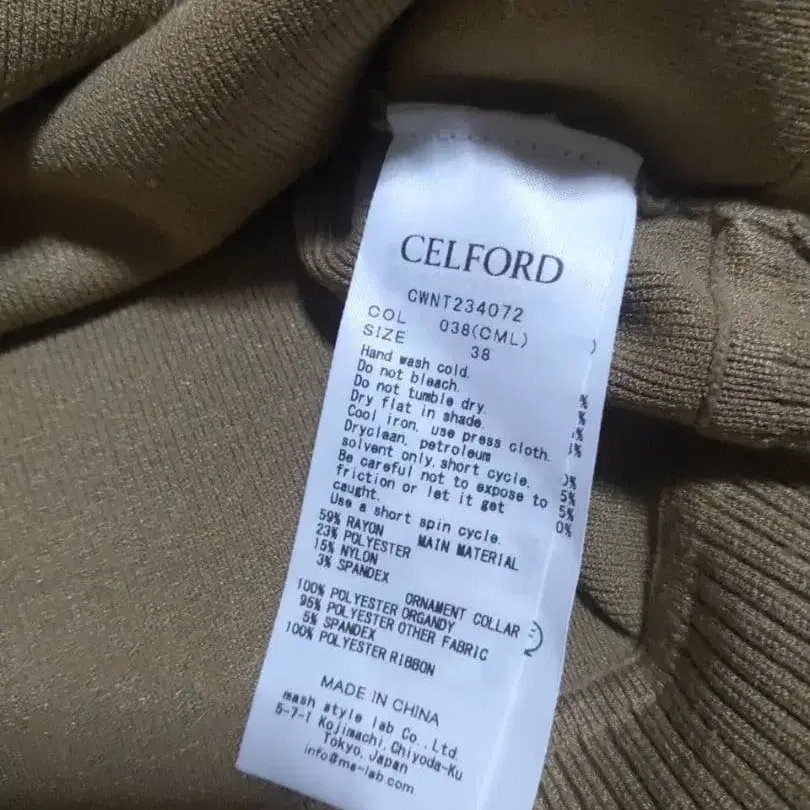 CELFORD
CWNT234072
COL 038(CML)
SIZE 38
Hand wash cold.
Do not bleach.
Do not tumble dry.
Dry flat in shade.
Cool iron, use press cloth.
Dryclean, petroleum
solvent only,short cycle.
Be careful not to expose to
friction or let it get
caught.
Use a short spin cycle.
59% RAYON MAIN MATERIAL
23% POLYESTER
15% NYLON
3% SPANDEX
ORNAMENT COLLAR
100% POLYESTER ORGANDY
95% POLYESTER OTHER FABRIC
5% SPANDEX
100% POLYESTER RIBBON
MADE IN CHINA
mash style lab Co.,Ltd.
5-7-1 Kojimachi,Chiyoda-Ku
Tokyo, Japan
info@ms-lab.com